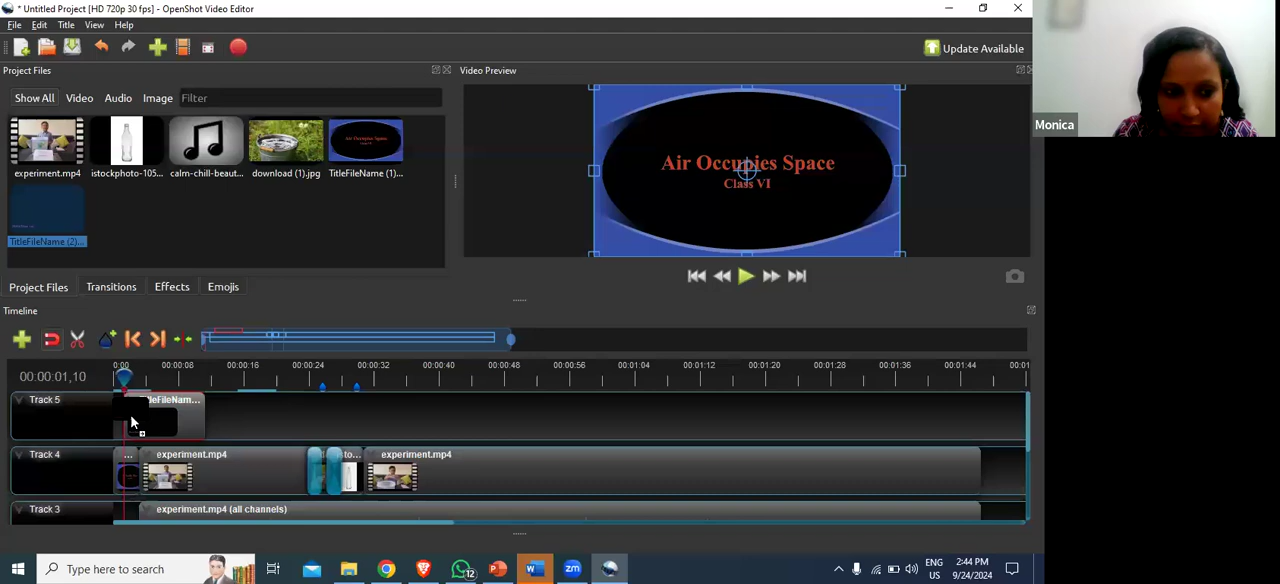 * Untitled Project [HD 720p 30 fps] - OpenShot Video Editor
File Edit Title View Help
Update Available
Project Files
Video Preview
Show All Video Audio Image Filter
experiment.mp4 istockphoto-105... calm-chill-beaut... download (1).jpg TitleFileName (1)...
TitleFileName (2)...
Air Occupies Space
Class VI
Monica
Project Files Transitions Effects Emojis
Timeline
00:00:01,10
0:00 00:00:08 00:00:16 00:00:24 00:00:32 00:00:40 00:00:48 00:00:56 00:01:04 00:01:12 00:01:20 00:01:28 00:01:36 00:01:44
Track 5
Track 4 ... experiment.mp4 experiment.mp4
Track 3 experiment.mp4 (all channels)
Type here to search
12
ENG
US
2:44 PM
9/24/2024